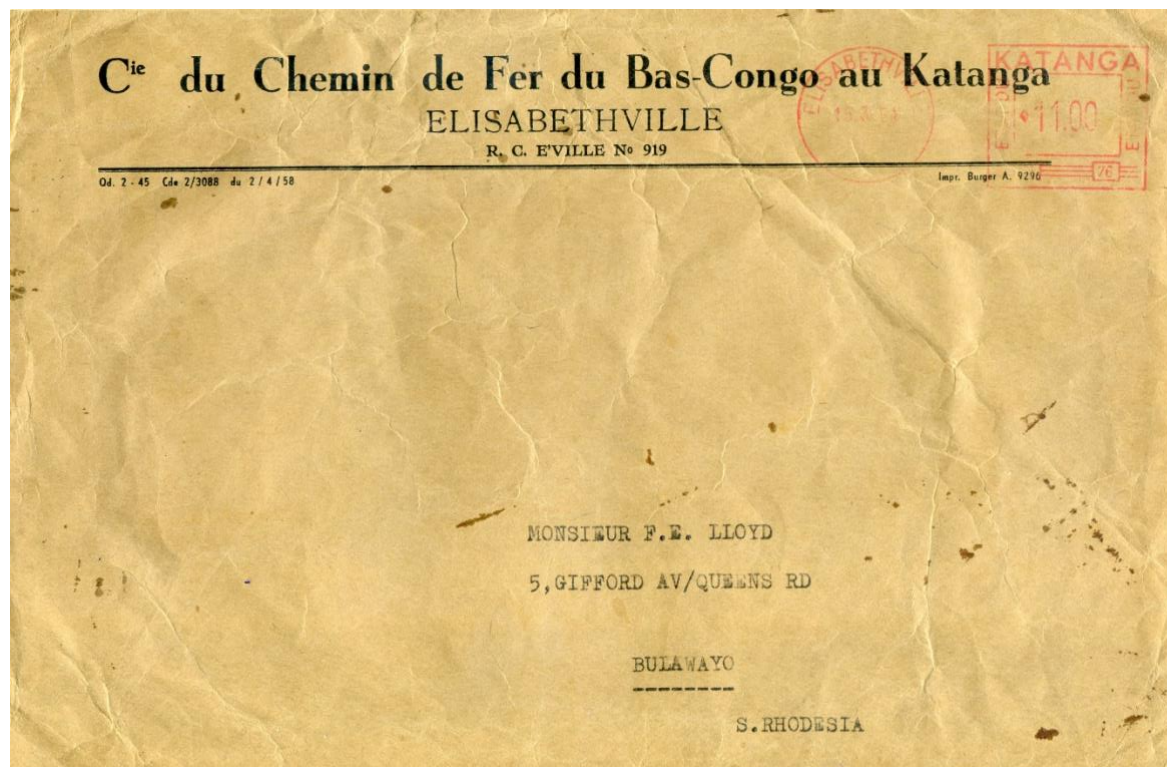 Cie du Chemin de Fer du Bas-Congo au Katanga
ELISABETHVILLE
R. C. E'VILLE No 919
Od. 2 - 45 Cde 2/3088 du 2/4/58
Impr. Burger A. 9296
KATANGA
11.00
76
MONSIEUR F.E. LLOYD
5,GIFFORD AV/QUEENS RD
BULAWAYO
S.RHODESIA